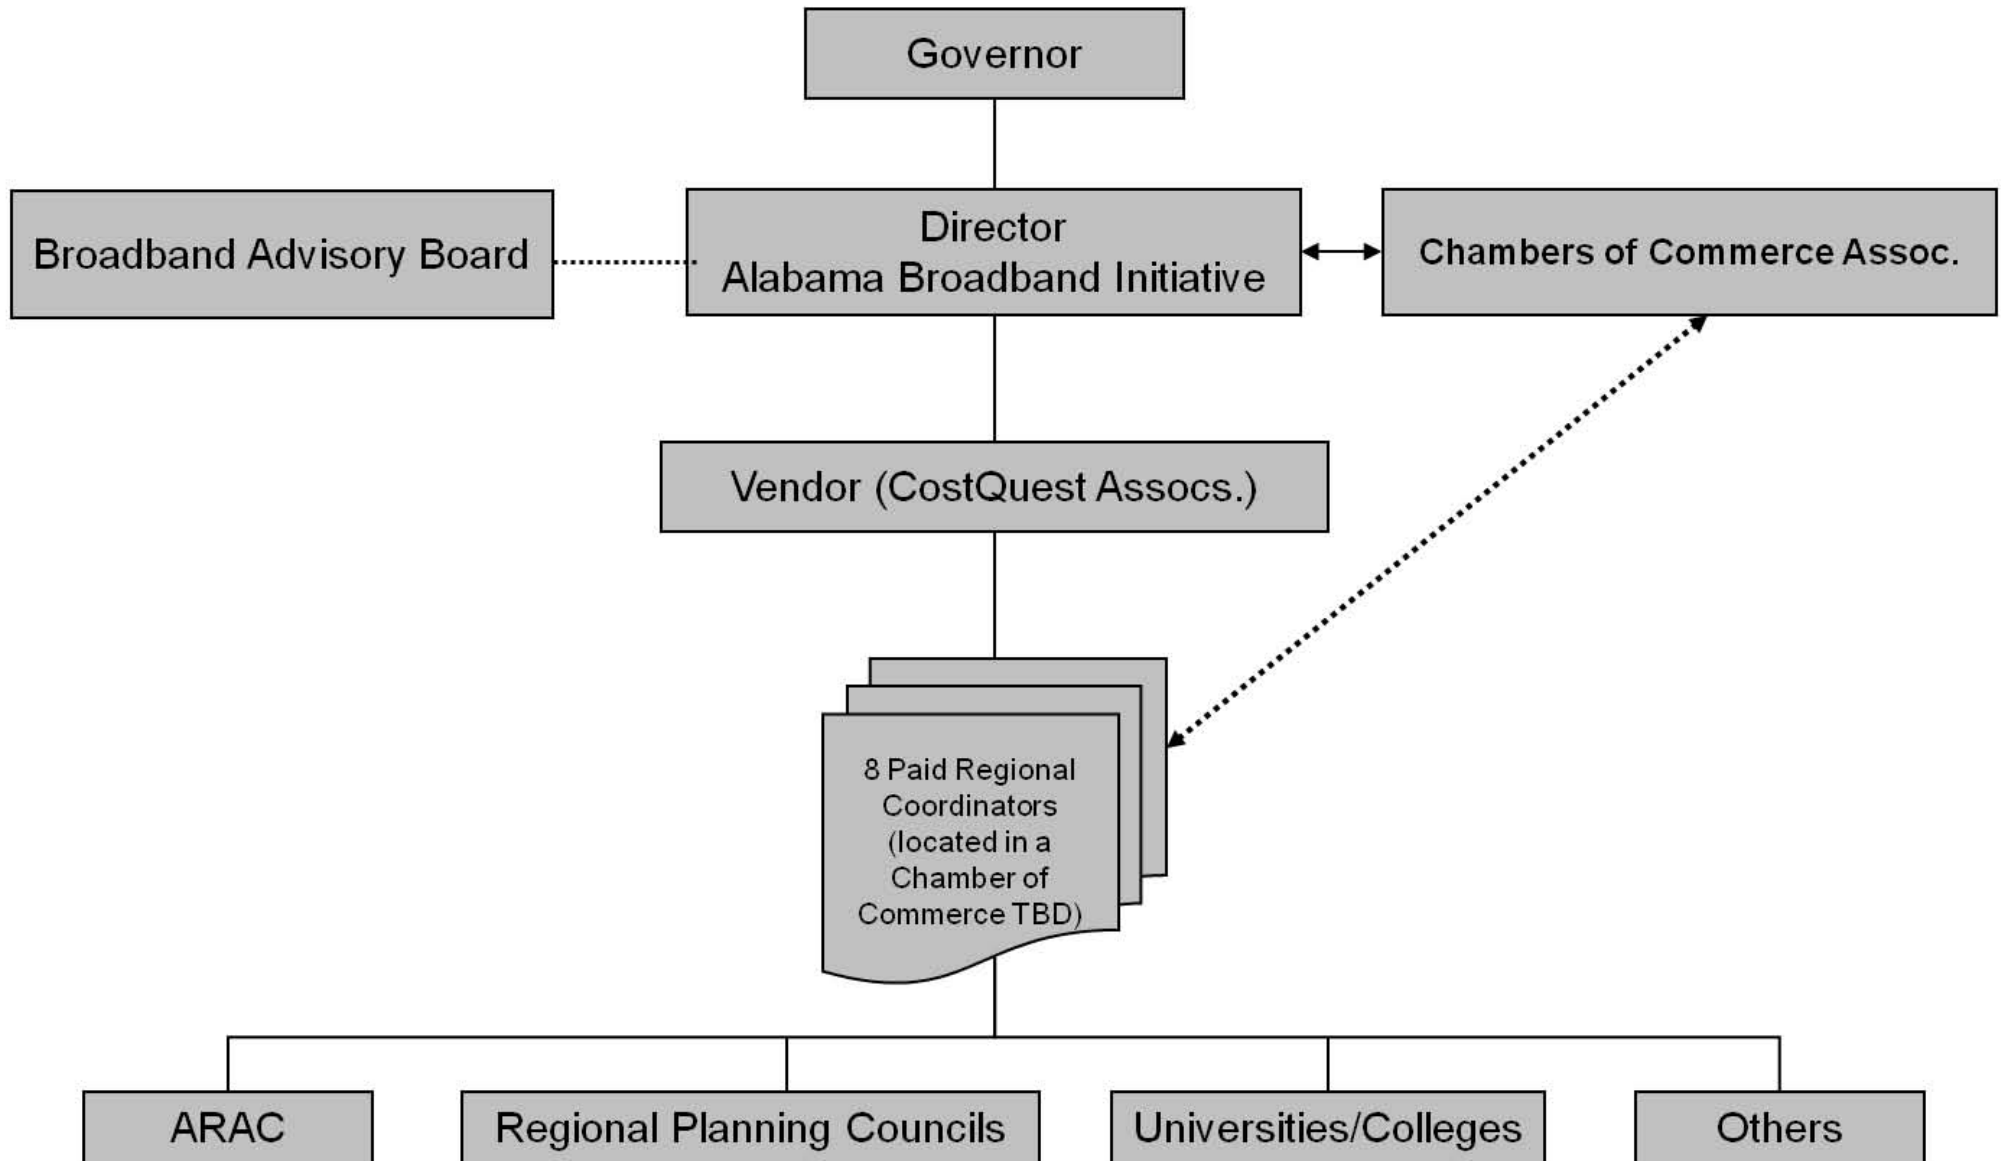 Governor
Broadband Advisory Board
Director
Alabama Broadband Initiative
Chambers of Commerce Assoc.
Vendor (CostQuest Assocs.)
8 Paid Regional
Coordinators
(located in a
Chamber of
Commerce TBD)
ARAC
Regional Planning Councils
Universities/Colleges
Others